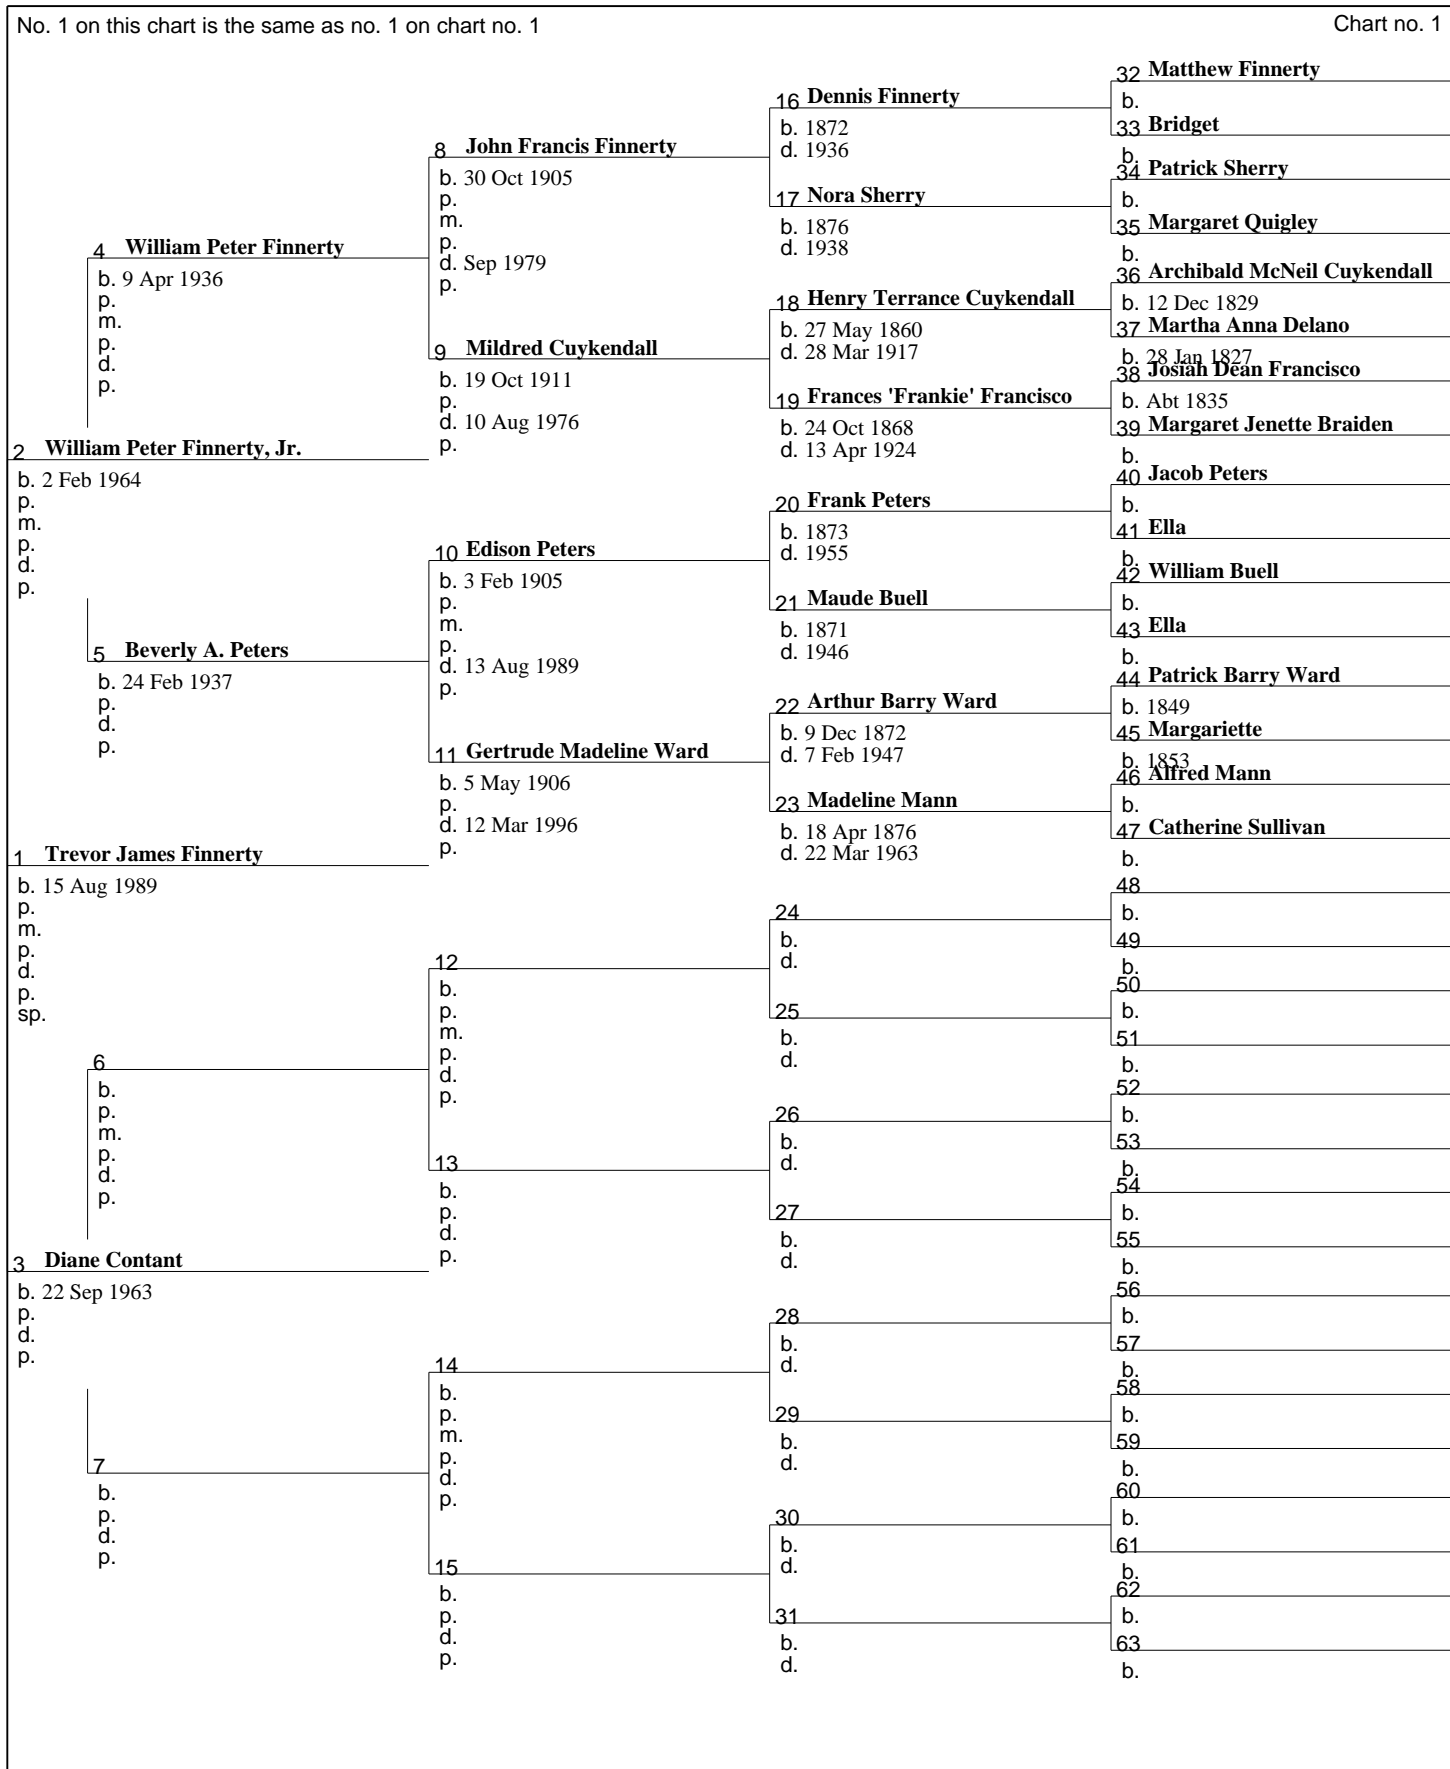 No. 1 on this chart is the same as no. 1 on chart no. 1
Chart no. 1
1 Trevor James Finnerty
b. 15 Aug 1989
p.
m.
p.
d.
p.
sp.
2 William Peter Finnerty, Jr.
b. 2 Feb 1964
p.
m.
p.
d.
p.
3 Diane Contant
b. 22 Sep 1963
p.
d.
p.
4 William Peter Finnerty
b. 9 Apr 1936
p.
m.
p.
d.
p.
5 Beverly A. Peters
b. 24 Feb 1937
p.
d.
p.
6
b.
p.
m.
p.
d.
p.
7
b.
p.
d.
p.
8 John Francis Finnerty
b. 30 Oct 1905
p.
m.
p.
d. Sep 1979
p.
9 Mildred Cuykendall
b. 19 Oct 1911
p.
d. 10 Aug 1976
p.
10 Edison Peters
b. 3 Feb 1905
p.
m.
p.
d. 13 Aug 1989
p.
11 Gertrude Madeline Ward
b. 5 May 1906
p.
d. 12 Mar 1996
p.
12
b.
p.
m.
p.
d.
p.
13
b.
p.
d.
p.
14
b.
p.
m.
p.
d.
p.
15
b.
p.
d.
p.
16 Dennis Finnerty
b. 1872
d. 1936
17 Nora Sherry
b. 1876
d. 1938
18 Henry Terrance Cuykendall
b. 27 May 1860
d. 28 Mar 1917
19 Frances 'Frankie' Francisco
b. 24 Oct 1868
d. 13 Apr 1924
20 Frank Peters
b. 1873
d. 1955
21 Maude Buell
b. 1871
d. 1946
22 Arthur Barry Ward
b. 9 Dec 1872
d. 7 Feb 1947
23 Madeline Mann
b. 18 Apr 1876
d. 22 Mar 1963
24
b.
d.
25
b.
d.
26
b.
d.
27
b.
d.
28
b.
d.
29
b.
d.
30
b.
d.
31
b.
d.
32 Matthew Finnerty
b.
33 Bridget
b.
34 Patrick Sherry
b.
35 Margaret Quigley
b.
36 Archibald McNeil Cuykendall
b. 12 Dec 1829
37 Martha Anna Delano
b. 28 Jan 1827
38 Josiah Dean Francisco
b. Abt 1835
39 Margaret Jenette Braiden
b.
40 Jacob Peters
b.
41 Ella
b.
42 William Buell
b.
43 Ella
b.
44 Patrick Barry Ward
b. 1849
45 Margariette
b. 1853
46 Alfred Mann
b.
47 Catherine Sullivan
b.
48
b.
49
b.
50
b.
51
b.
52
b.
53
b.
54
b.
55
b.
56
b.
57
b.
58
b.
59
b.
60
b.
61
b.
62
b.
63
b.